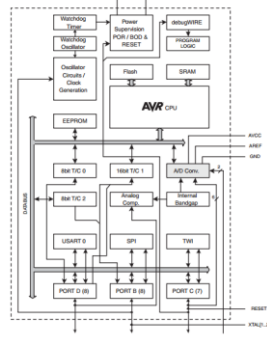 Watchdog
Timer
Watchdog
Oscillator
Oscillator
Circuits /
Clock
Generation
Power
Supervision
POR / BOD &
RESET
debugWIRE
PROGRAM
LOGIC
Flash
SRAM
AVR CPU
EEPROM
AVCC
AREF
GND
DATABUS
8bit T/C 0
16bit T/C 1
A/D Conv.
8bit T/C 2
Analog
Comp.
Internal
Bandgap
USART 0
SPI
TWI
PORT D (8)
PORT B (8)
PORT C (7)
RESET